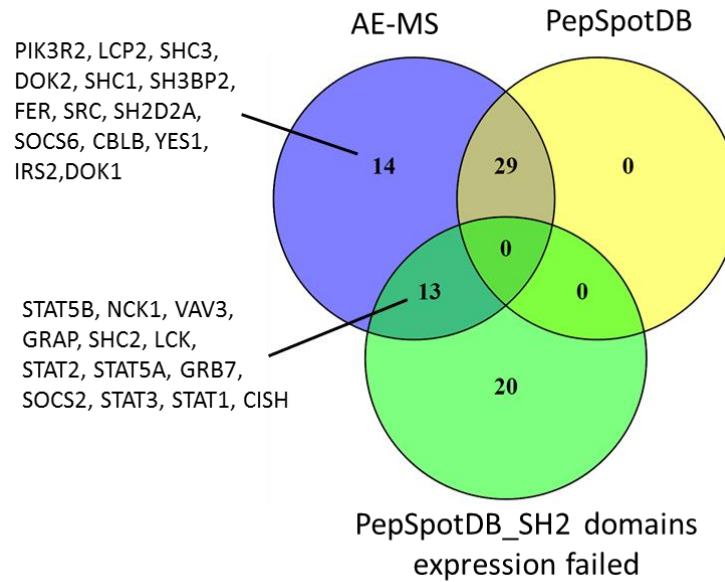 AE-MS
PepSpotDB
PIK3R2, LCP2, SHC3,
DOK2, SHC1, SH3BP2,
FER, SRC, SH2D2A,
SOCS6, CBLB, YES1,
IRS2,DOK1
14
29
0
0
13
0
STAT5B, NCK1, VAV3,
GRAP, SHC2, LCK,
STAT2, STAT5A, GRB7,
SOCS2, STAT3, STAT1, CISH
20
PepSpotDB_SH2 domains
expression failed